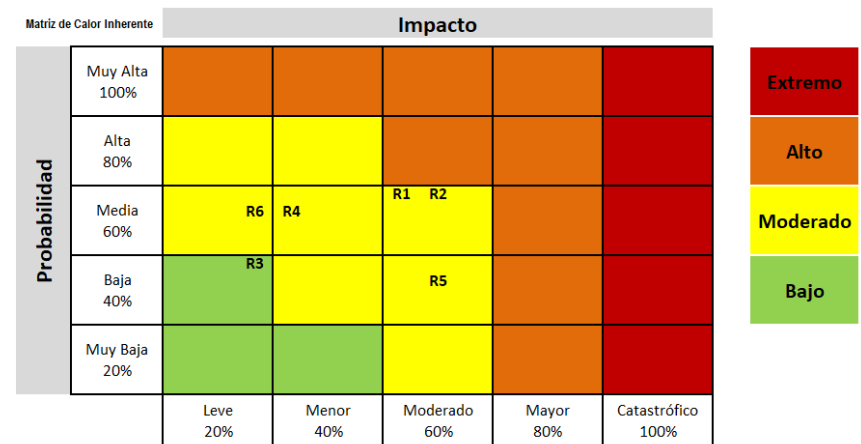 Matriz de Calor Inherente
Impacto
Probabilidad
Muy Alta
100%
Alta
80%
Media
60%
Baja
40%
Muy Baja
20%
R1 R2
R6 R4
R3
R5
Leve
20%
Menor
40%
Moderado
60%
Mayor
80%
Catastrófico
100%
Extremo
Alto
Moderado
Bajo